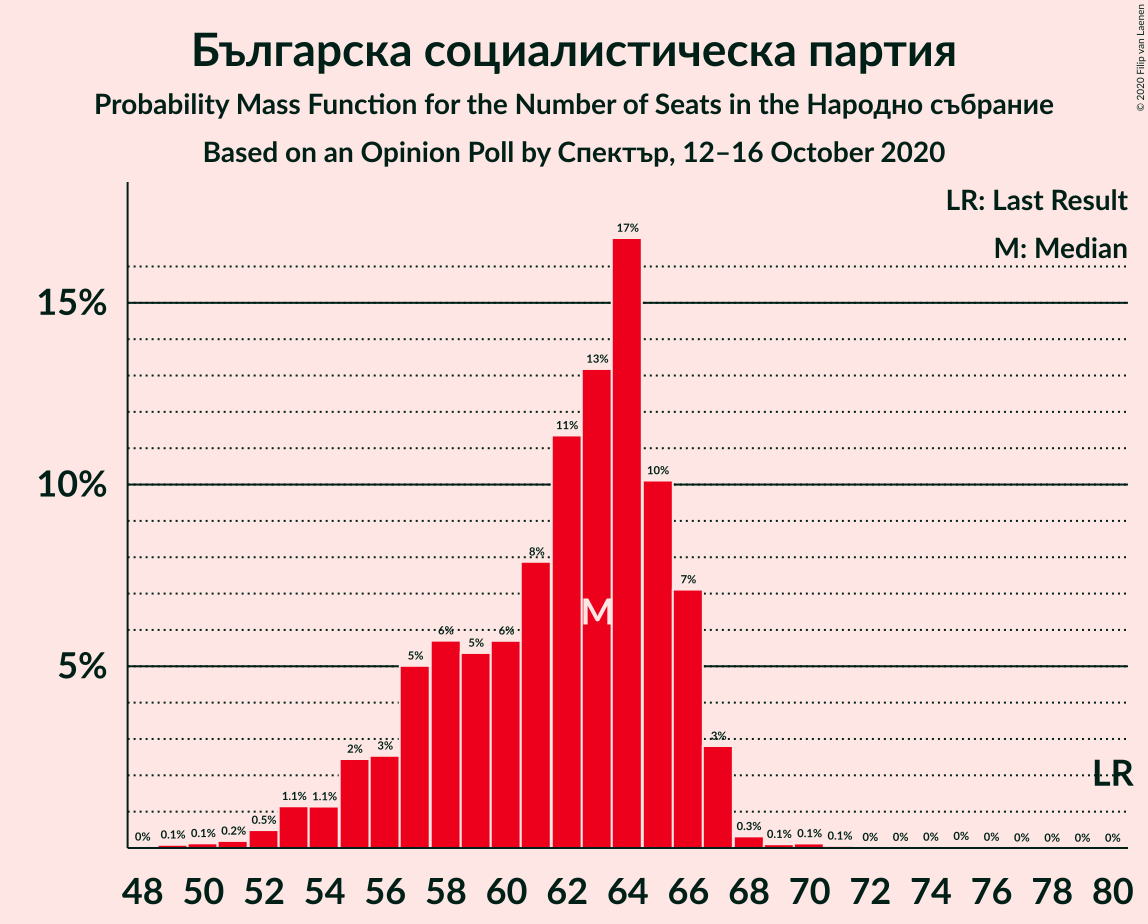 Българска социалистическа партия
Probability Mass Function for the Number of Seats in the Народно събрание
Based on an Opinion Poll by Спектър, 12–16 October 2020
© 2020 Filip van Laenen
LR: Last Result
M: Median
15%
10%
5%
0% 0.1% 0.1% 0.2% 0.5% 1.1% 1.1% 2% 3% 5% 6% 5% 6% 8% 11% 13% 17% 10% 7% 3% 0.3% 0.1% 0.1% 0.1% 0% 0% 0% 0% 0% 0% 0% 0% 0%
M
LR
48 50 52 54 56 58 60 62 64 66 68 70 72 74 76 78 80